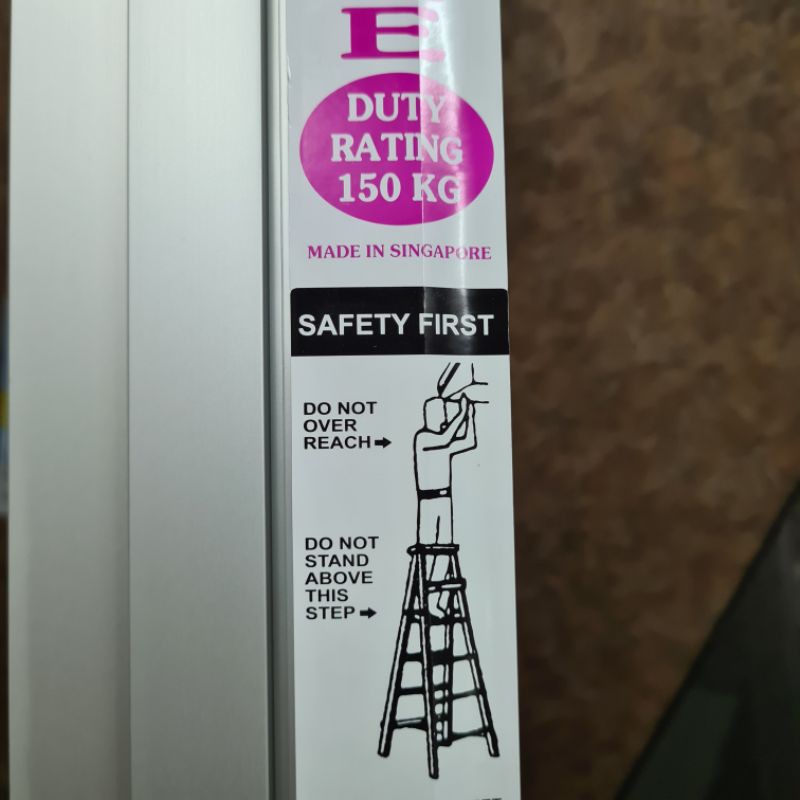 E
DUTY
RATING
150 KG
MADE IN SINGAPORE
SAFETY FIRST
DO NOT
OVER
REACH
DO NOT
STAND
ABOVE
THIS
STEP